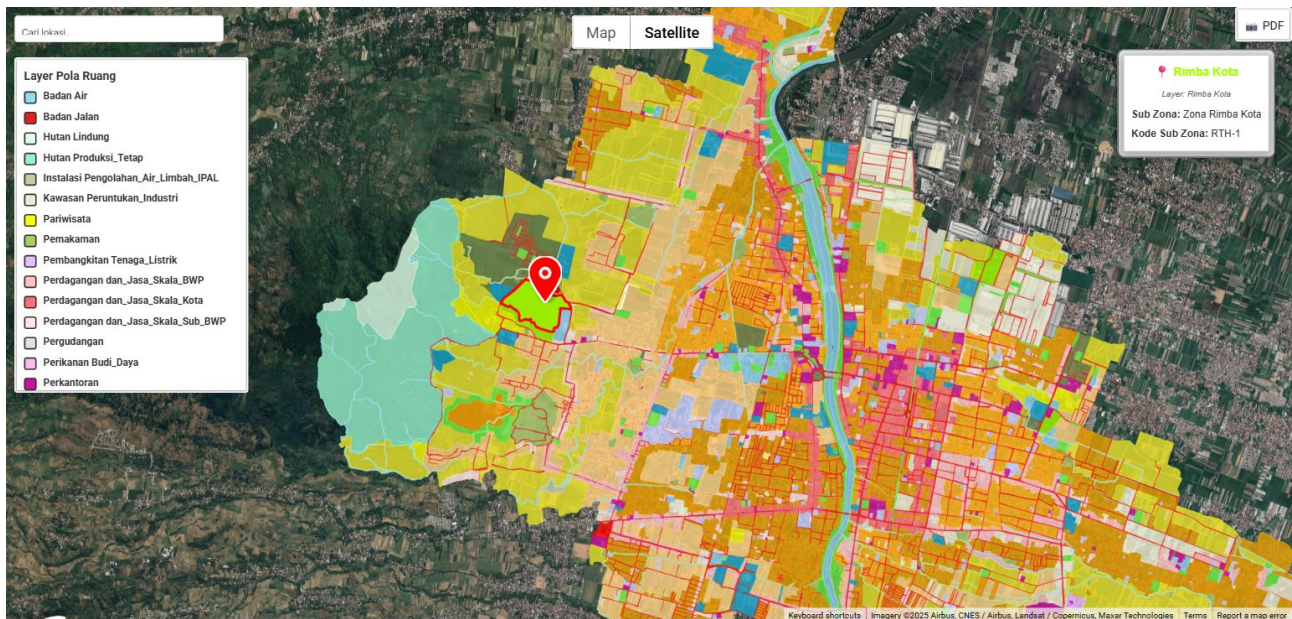 Cari lokasi..
Map
Satellite
PDF
Layer Pola Ruang
Badan Air
Badan Jalan
Hutan Lindung
Hutan Produksi_Tetap
Instalasi Pengolahan_Air_Limbah_IPAL
Kawasan Peruntukan_Industri
Pariwisata
Pemakaman
Pembangkitan Tenaga_Listrik
Perdagangan dan_Jasa_Skala_BWP
Perdagangan dan_Jasa_Skala_Kota
Perdagangan dan_Jasa_Skala_Sub_BWP
Pergudangan
Perikanan Budi_Daya
Perkantoran
Rimba Kota
Layer: Rimba Kota
Sub Zona: Zona Rimba Kota
Kode Sub Zona: RTH-1
Keyboard shortcuts
Imagery ©2025 Airbus, CNES / Airbus, Landsat / Copernicus, Maxar Technologies
Terms
Report a map error